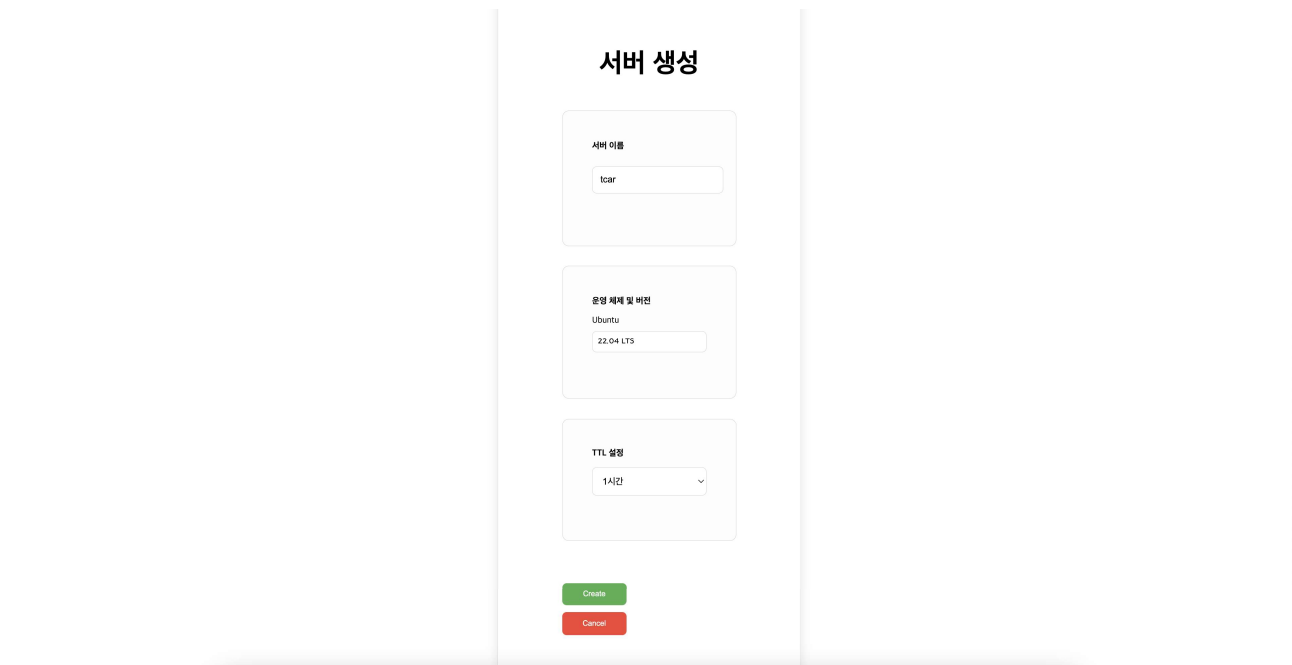 서버 생성
서버 이름
tcar
운영 체제 및 버전
Ubuntu
22.04 LTS
TTL 설정
1시간
Create
Cancel